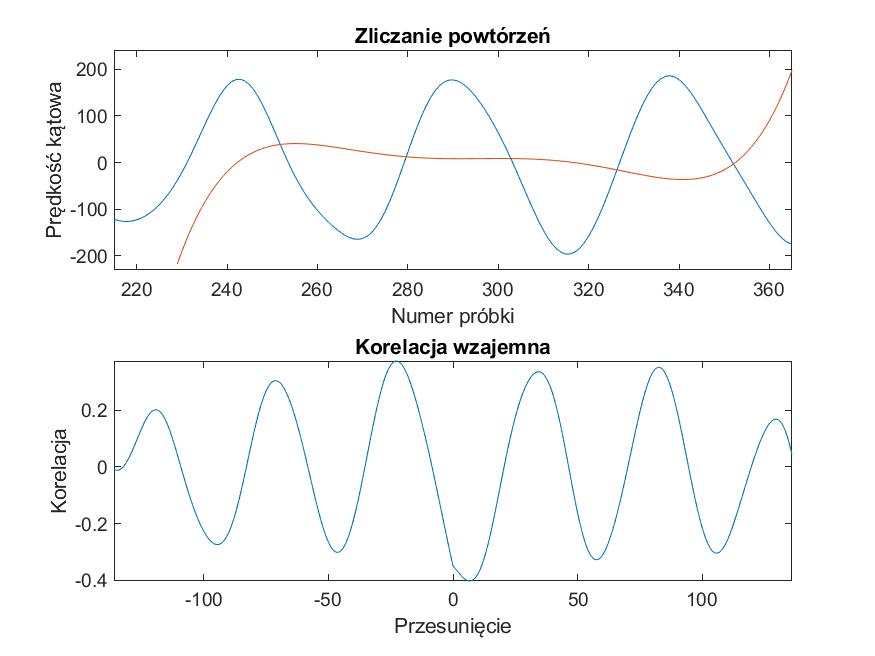 Zliczanie powtórzeń
Prędkość kątowa
200
100
0
-100
-200
220 240 260 280 300 320 340 360
Numer próbki
Korelacja wzajemna
Korelacja
0.2
0
-0.2
-0.4
-100 -50 0 50 100
Przesunięcie